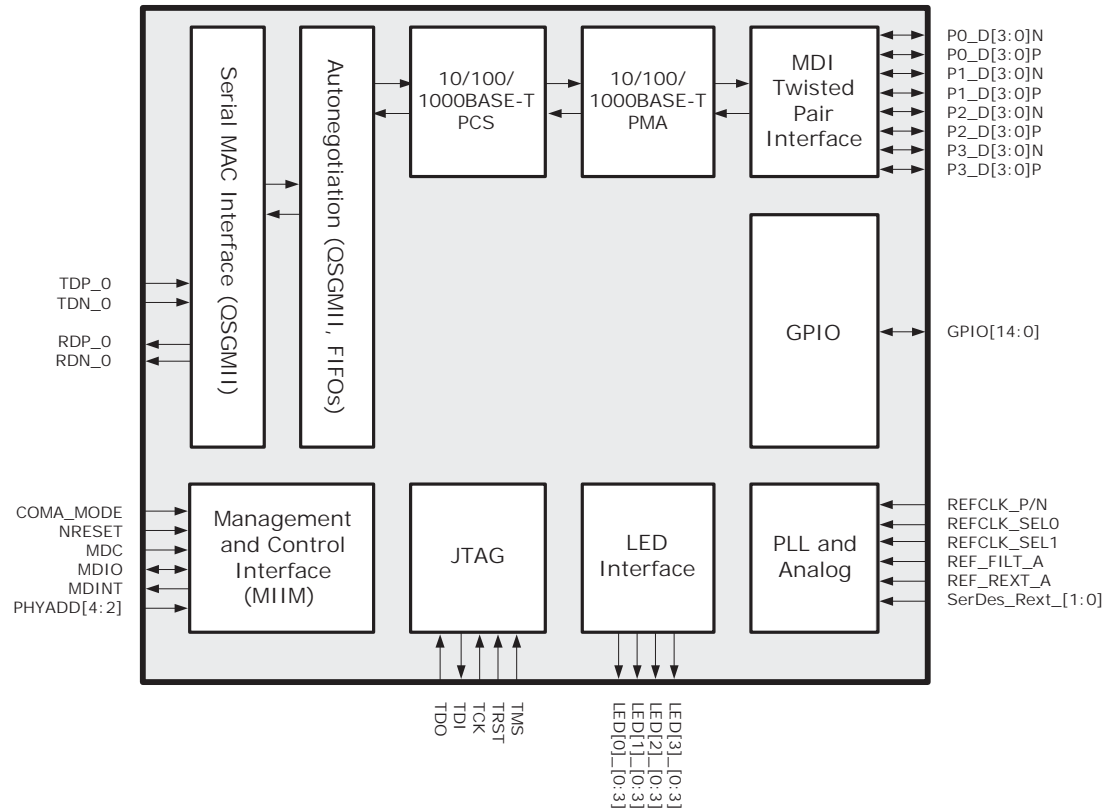 Serial MAC Interface (QSGMII)
Autonegotiation (QSGMII, FIFOs)
10/100/
1000BASE-T
PCS
10/100/
1000BASE-T
PMA
MDI
Twisted
Pair
Interface
P0_D[3:0]N
P0_D[3:0]P
P1_D[3:0]N
P1_D[3:0]P
P2_D[3:0]N
P2_D[3:0]P
P3_D[3:0]N
P3_D[3:0]P
TDP_0
TDN_0
RDP_0
RDN_0
GPIO
GPIO[14:0]
COMA_MODE
NRESET
MDC
MDIO
MDINT
PHYADD[4:2]
Management
and Control
Interface
(MIIM)
JTAG
LED
Interface
PLL and
Analog
REFCLK_P/N
REFCLK_SEL0
REFCLK_SEL1
REF_FILT_A
REF_REXT_A
SerDes_Rext_[1:0]
TDO
TDI
TCK
TRST
TMS
LED[0]_[0:3]
LED[1]_[0:3]
LED[2]_[0:3]
LED[3]_[0:3]